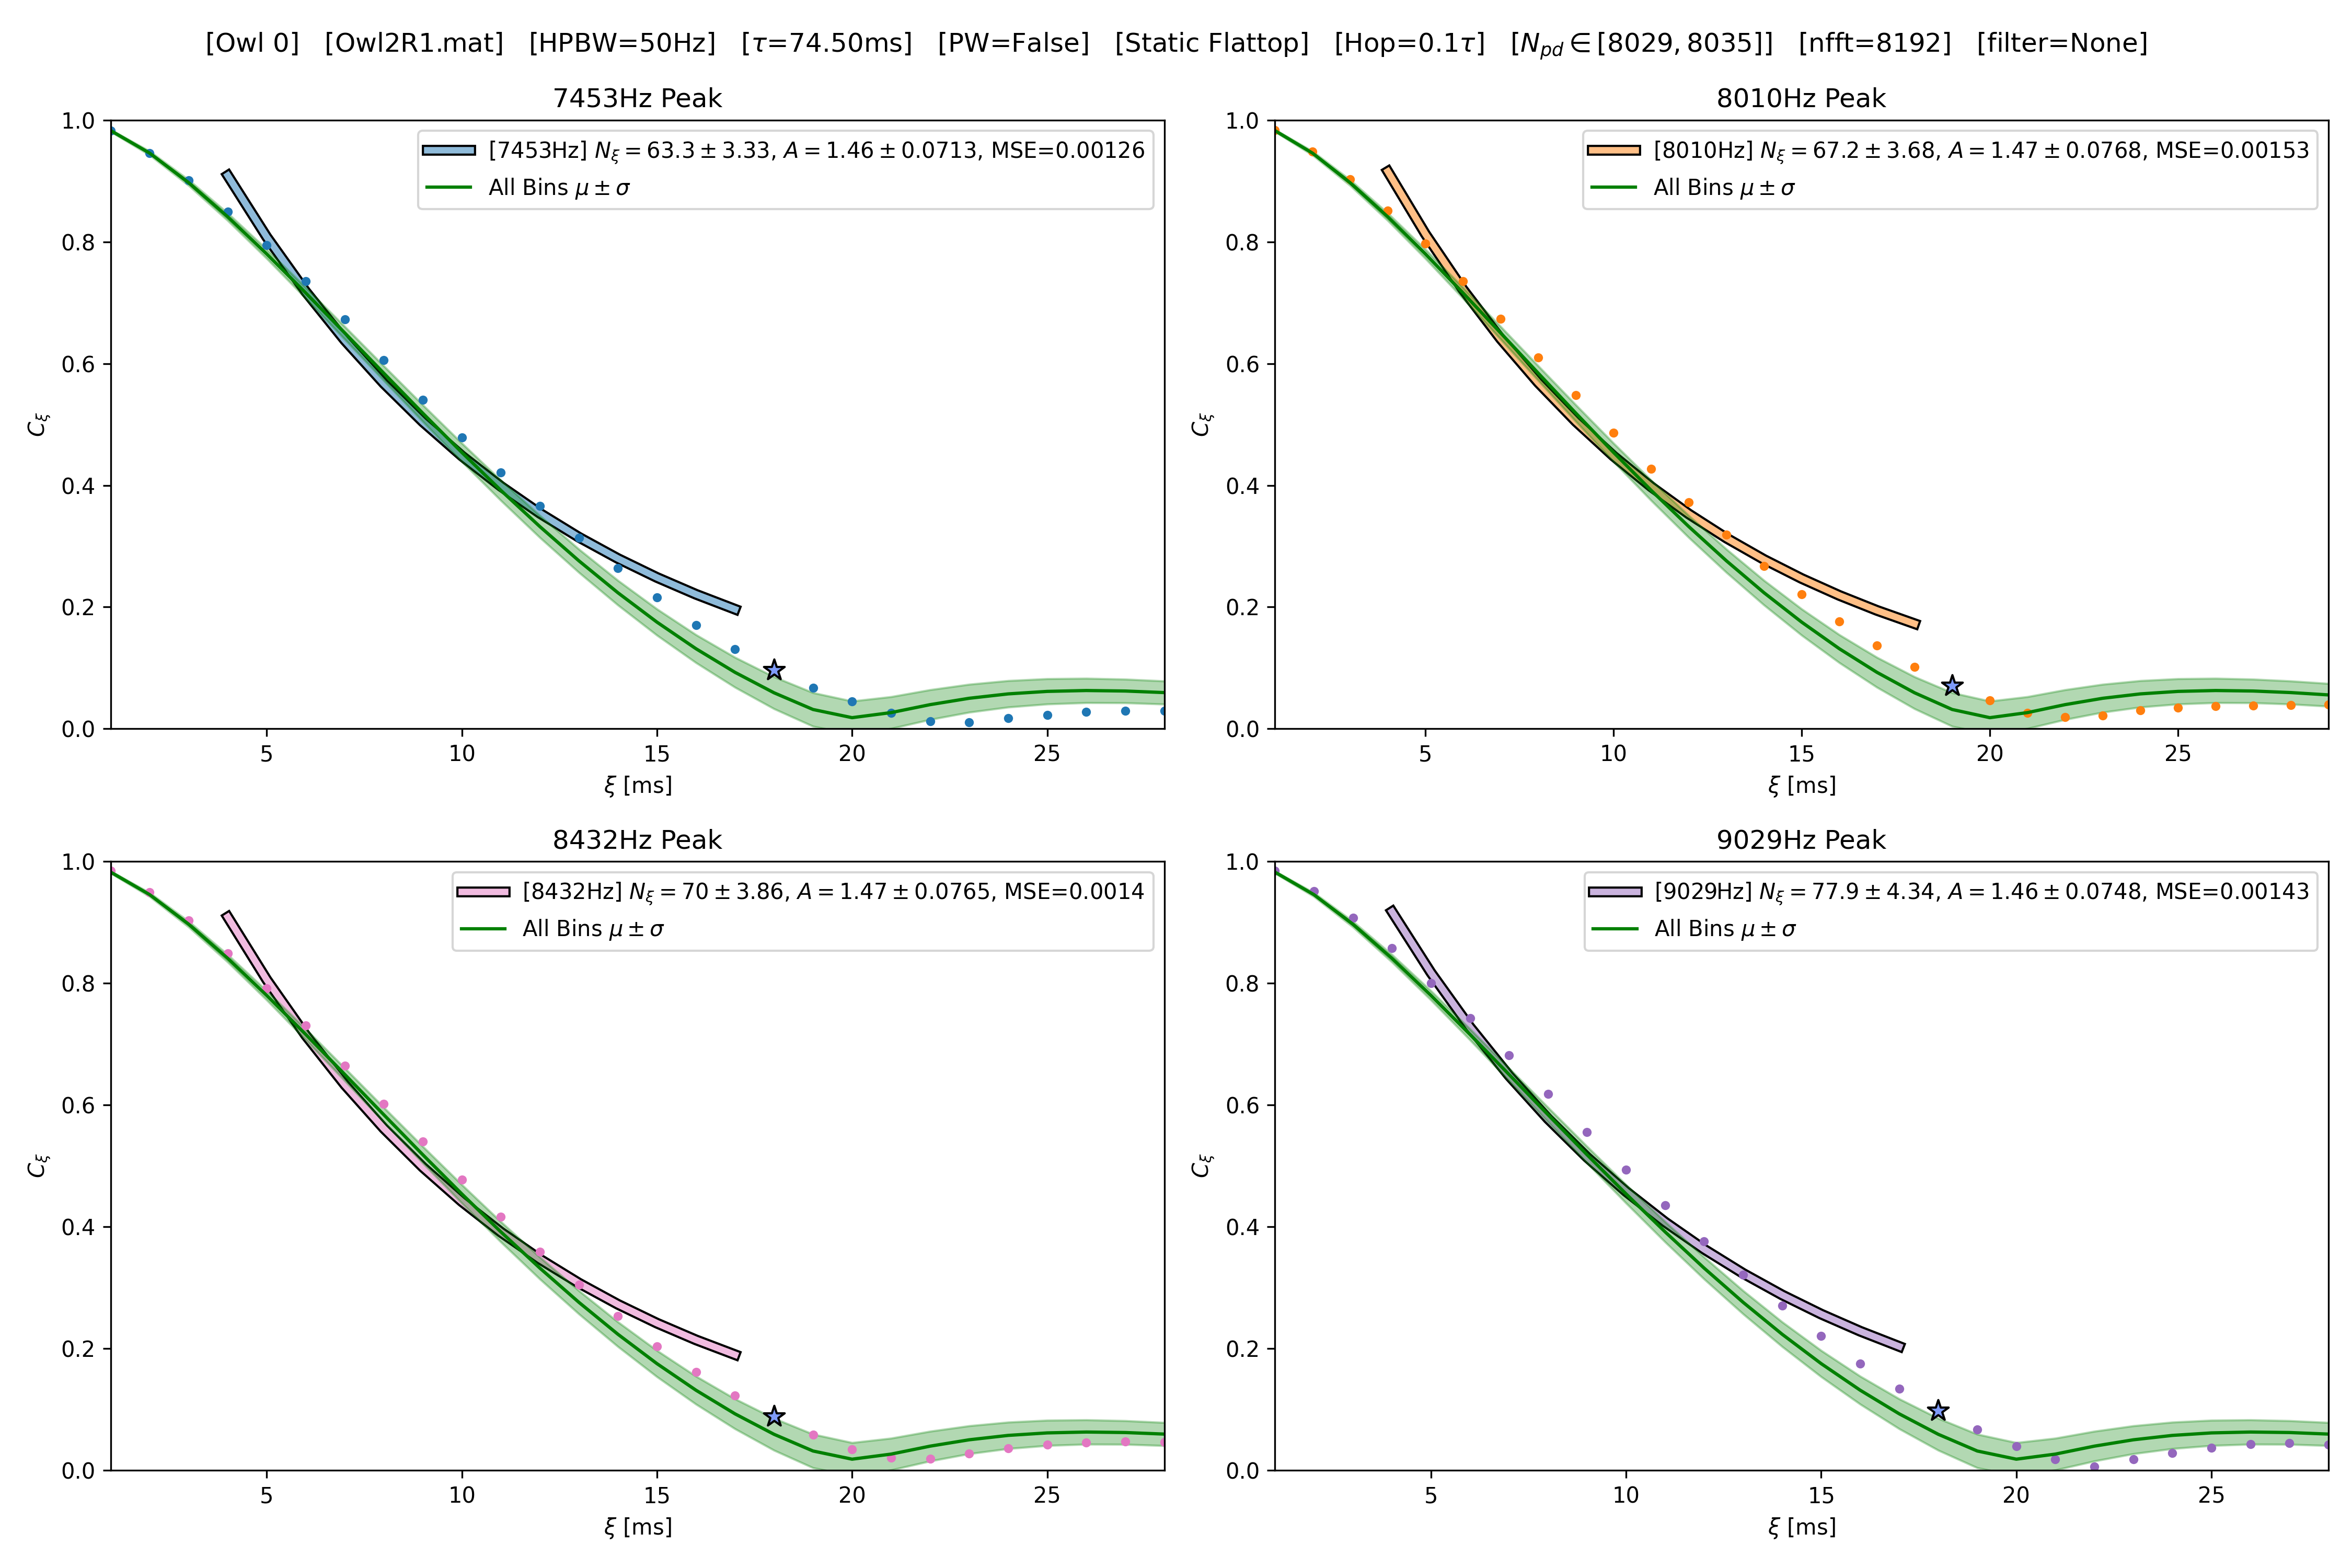 [Owl 0] [Owl2R1.mat] [HPBW=50Hz] [τ=74.50ms] [PW=False] [Static Flattop] [Hop=0.1τ] [N_pd ∈ [8029, 8035]] [nfft=8192] [filter=None]
7453Hz Peak
[7453Hz] N_ξ = 63.3 ± 3.33, A = 1.46 ± 0.0713, MSE=0.00126
All Bins μ ± σ
1.0
0.8
0.6
0.4
0.2
0.0
C_ξ
5 10 15 20 25
ξ [ms]
8010Hz Peak
[8010Hz] N_ξ = 67.2 ± 3.68, A = 1.47 ± 0.0768, MSE=0.00153
All Bins μ ± σ
1.0
0.8
0.6
0.4
0.2
0.0
C_ξ
5 10 15 20 25
ξ [ms]
8432Hz Peak
[8432Hz] N_ξ = 70 ± 3.86, A = 1.47 ± 0.0765, MSE=0.0014
All Bins μ ± σ
1.0
0.8
0.6
0.4
0.2
0.0
C_ξ
5 10 15 20 25
ξ [ms]
9029Hz Peak
[9029Hz] N_ξ = 77.9 ± 4.34, A = 1.46 ± 0.0748, MSE=0.00143
All Bins μ ± σ
1.0
0.8
0.6
0.4
0.2
0.0
C_ξ
5 10 15 20 25
ξ [ms]